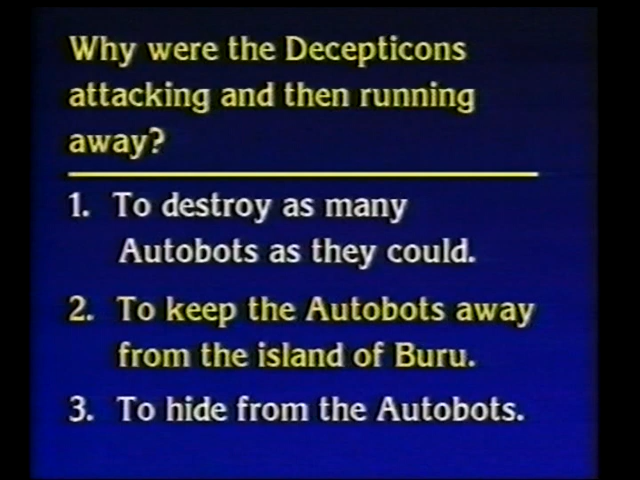 Why were the Decepticons
attacking and then running
away?
1. To destroy as many
Autobots as they could.
2. To keep the Autobots away
from the island of Buru.
3. To hide from the Autobots.